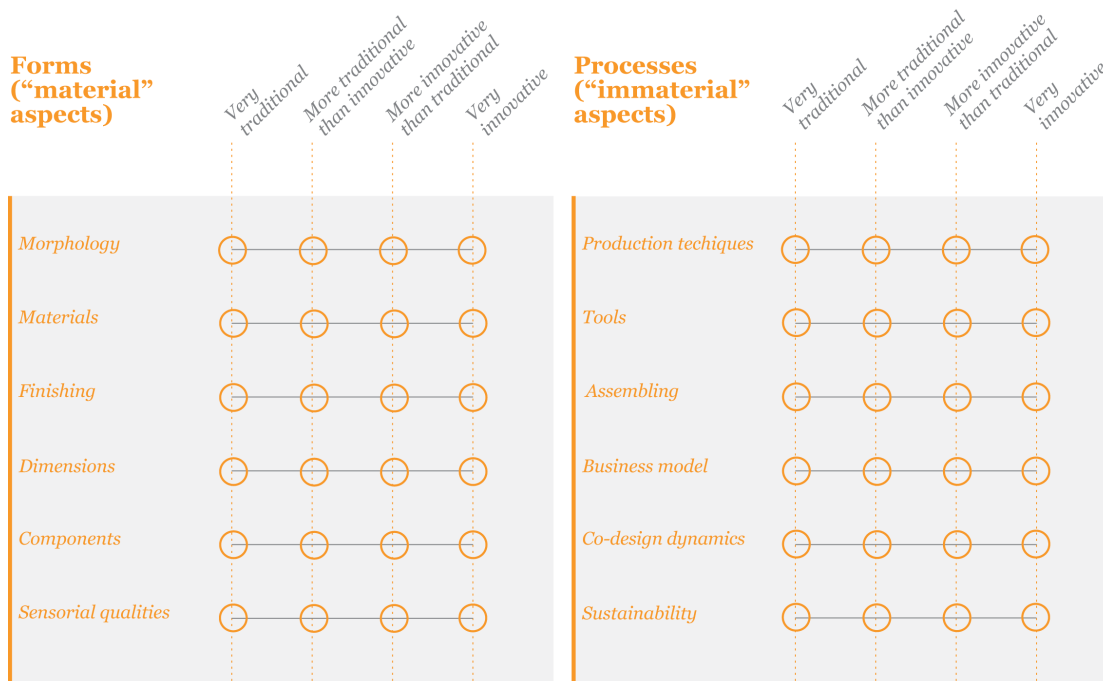 Forms
(“material”
aspects)
Very
traditional
More traditional
than innovative
More innovative
than traditional
Very
innovative
Morphology
Materials
Finishing
Dimensions
Components
Sensorial qualities
Processes
(“immaterial”
aspects)
Very
traditional
More traditional
than innovative
More innovative
than traditional
Very
innovative
Production techiques
Tools
Assembling
Business model
Co-design dynamics
Sustainability